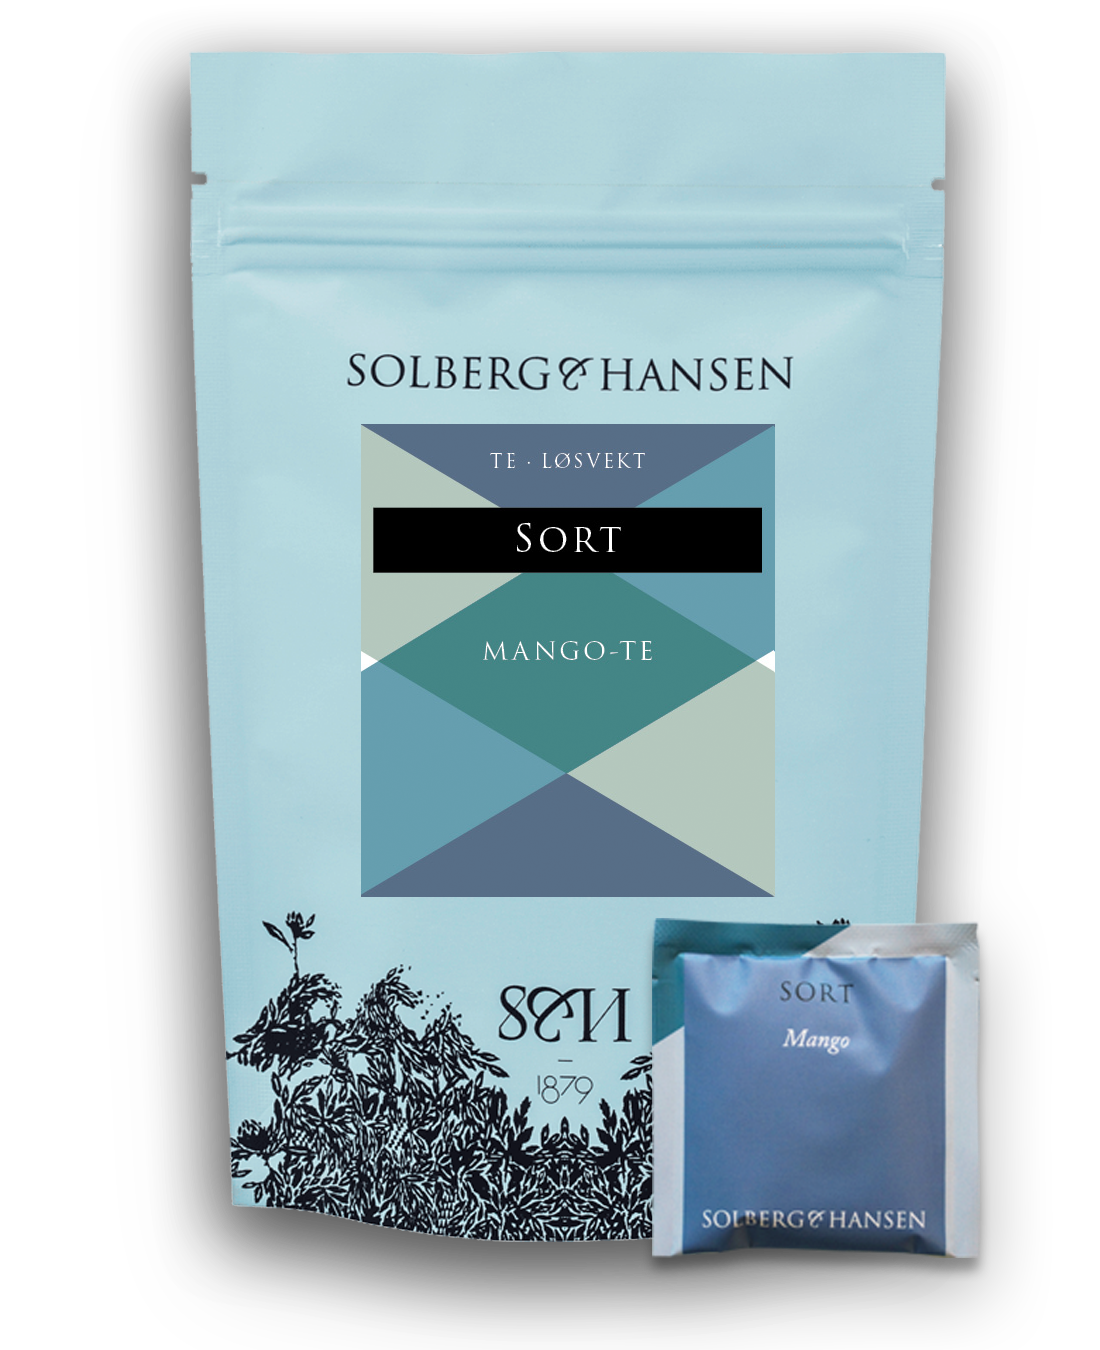 SOLBERG & HANSEN
TE · LØSVEKT
SORT
MANGO-TE
S&H
–
1879
SORT
Mango
SOLBERG & HANSEN